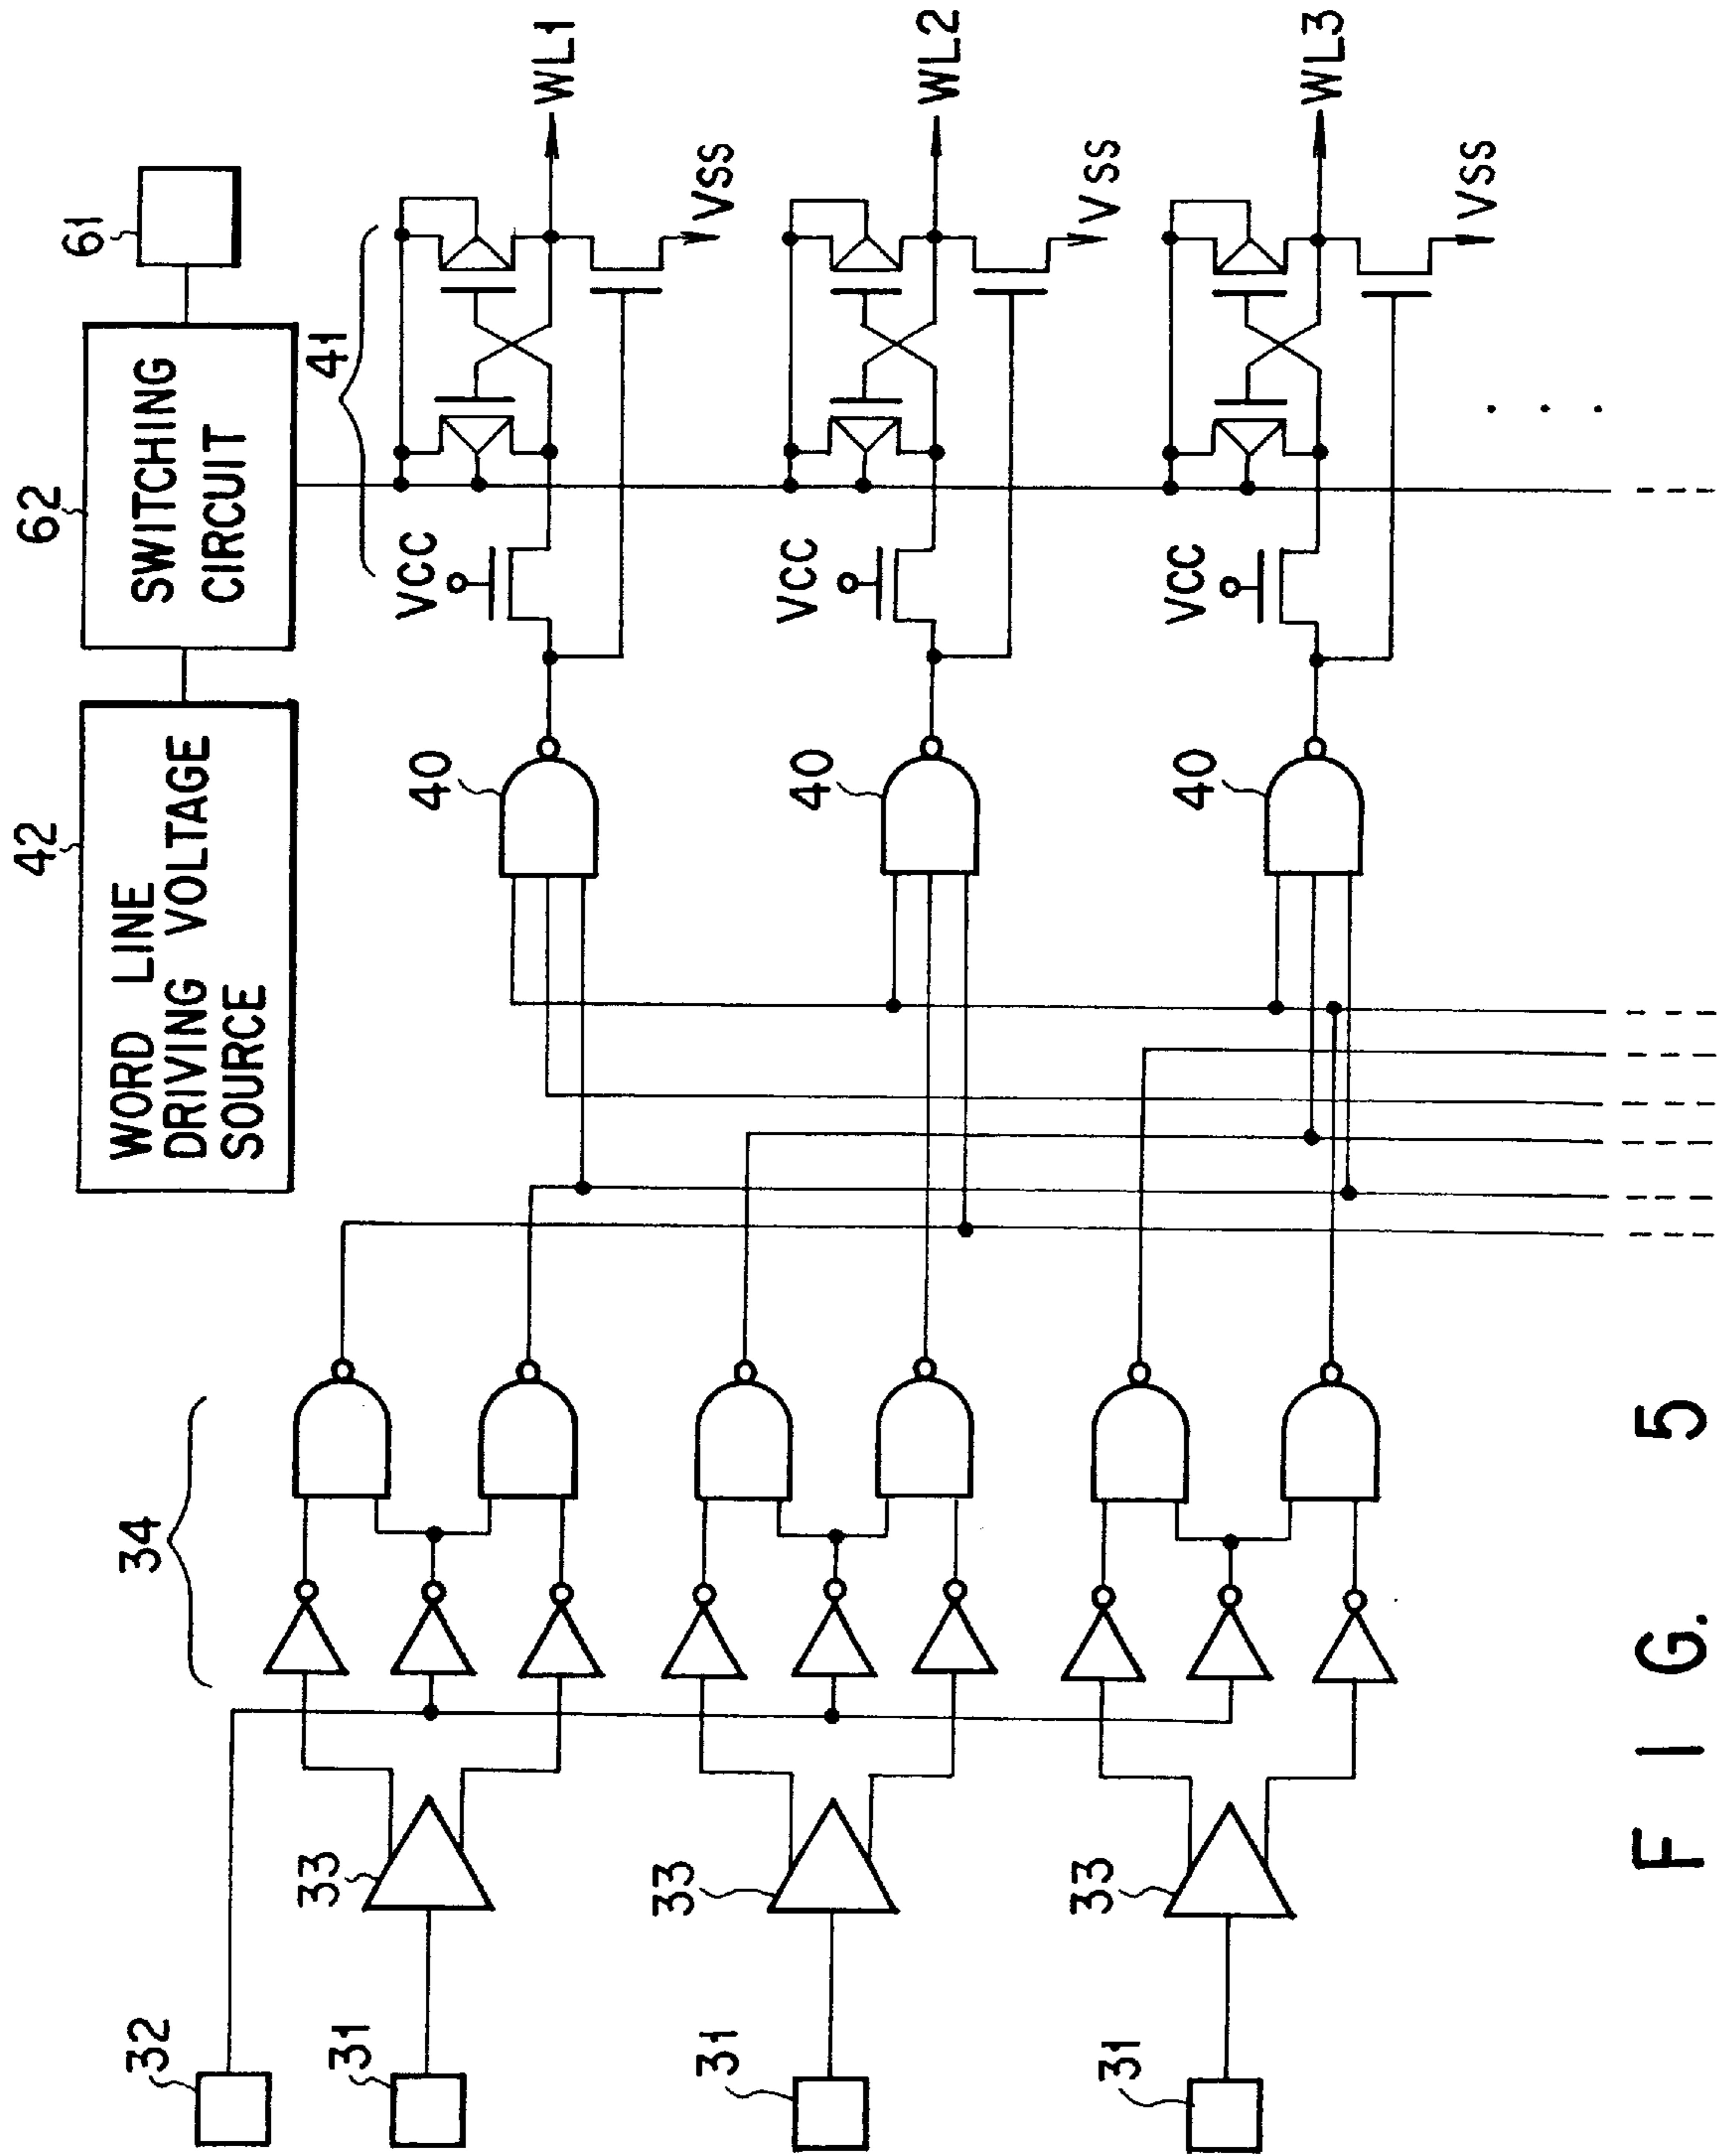 42
WORD LINE
DRIVING VOLTAGE
SOURCE
62
SWITCHING
CIRCUIT
61
41
34
32
31
33
40
VCC
WL1
VSS
31
33
40
VCC
WL2
VSS
31
33
40
VCC
WL3
VSS
FIG. 5